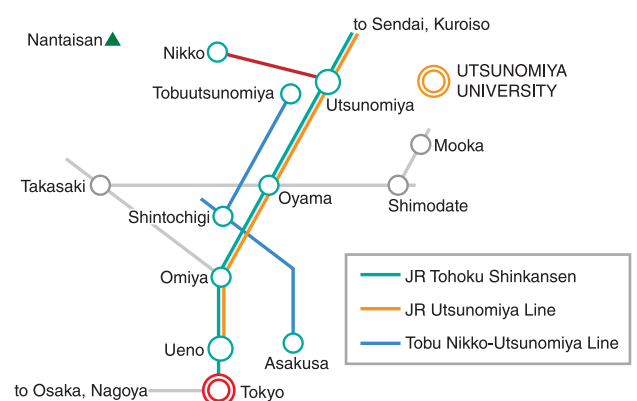 to Sendai, Kuroiso
Nantaisan
Nikko
Tobuutsunomiya
Utsunomiya
UTSUNOMIYA
UNIVERSITY
Mooka
Takasaki
Oyama
Shimodate
Shintochigi
Omiya
JR Tohoku Shinkansen
JR Utsunomiya Line
Tobu Nikko-Utsunomiya Line
Ueno
Asakusa
to Osaka, Nagoya
Tokyo